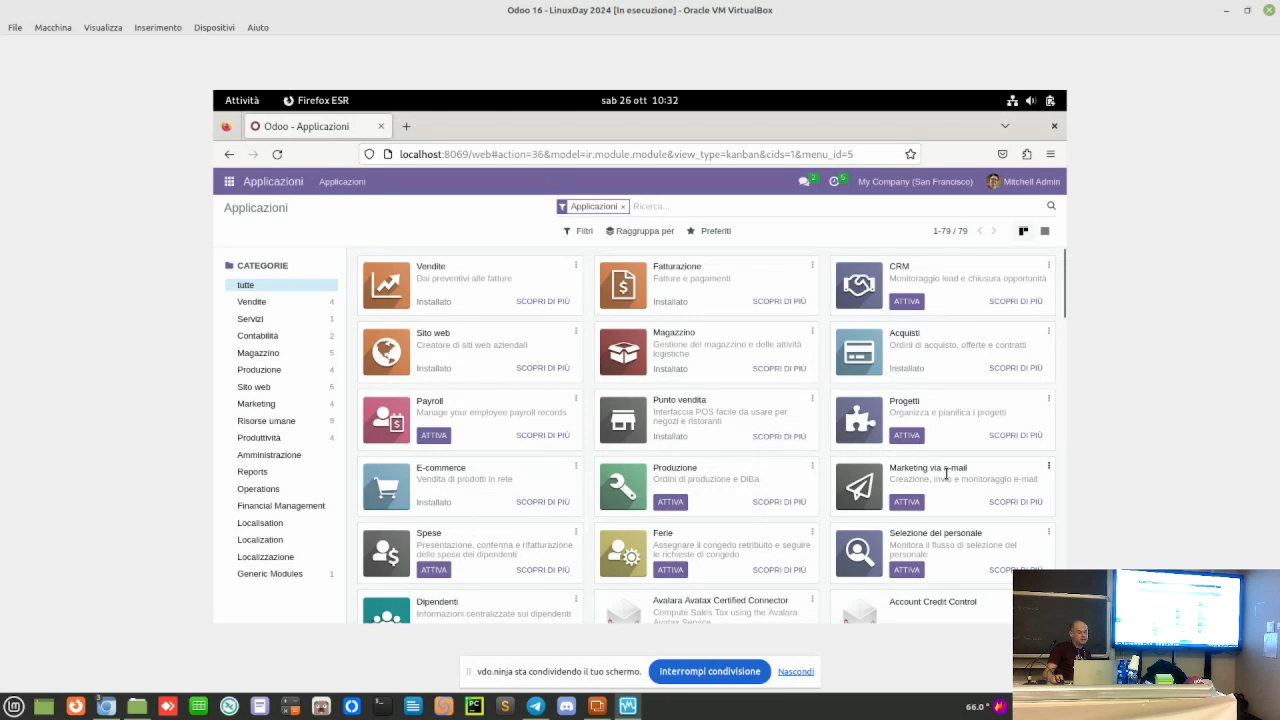 Odoo 16 - LinuxDay 2024 [In esecuzione] - Oracle VM VirtualBox
File Macchina Visualizza Inserimento Dispositivi Aiuto
Attività Firefox ESR sab 26 ott 10:32
Odoo - Applicazioni
localhost:8069/web#action=36&model=ir.module.module&view_type=kanban&cids=1&menu_id=5
Applicazioni Applicazioni 2 5 My Company (San Francisco) Mitchell Admin
Applicazioni Applicazioni × Ricerca...
Filtri Raggruppa per Preferiti 1-79 / 79
CATEGORIE
tutte
Vendite 4
Servizi 1
Contabilità 2
Magazzino 5
Produzione 4
Sito web 6
Marketing 4
Risorse umane 9
Produttività 4
Amministrazione
Reports
Operations
Financial Management
Localisation
Localization
Localizzazione
Generic Modules 1
Vendite
Dai preventivi alle fatture
Installato SCOPRI DI PIÙ
Fatturazione
Fatture e pagamenti
Installato SCOPRI DI PIÙ
CRM
Monitoraggio lead e chiusura opportunità
ATTIVA SCOPRI DI PIÙ
Sito web
Creatore di siti web aziendali
Installato SCOPRI DI PIÙ
Magazzino
Gestione del magazzino e delle attività
logistiche
Installato SCOPRI DI PIÙ
Acquisti
Ordini di acquisto, offerte e contratti
Installato SCOPRI DI PIÙ
Payroll
Manage your employee payroll records
ATTIVA SCOPRI DI PIÙ
Punto vendita
Interfaccia POS facile da usare per
negozi e ristoranti
Installato SCOPRI DI PIÙ
Progetti
Organizza e pianifica i progetti
ATTIVA SCOPRI DI PIÙ
E-commerce
Vendita di prodotti in rete
Installato SCOPRI DI PIÙ
Produzione
Ordini di produzione e DiBa
ATTIVA SCOPRI DI PIÙ
Marketing via e-mail
Creazione, invio e monitoraggio e-mail
ATTIVA SCOPRI DI PIÙ
Spese
Presentazione, conferma e rifatturazione
delle spese dei dipendenti
ATTIVA SCOPRI DI PIÙ
Ferie
Assegnare il congedo retribuito e seguire
le richieste di congedo
ATTIVA SCOPRI DI PIÙ
Selezione del personale
Monitora il flusso di selezione del
personale
ATTIVA SCOPRI DI PIÙ
Dipendenti
Informazioni centralizzate sui dipendenti
Avalara Avatax Certified Connector
Compute Sales Tax using the Avalara
Avatax Service
Account Credit Control
vdo.ninja sta condividendo il tuo schermo. Interrompi condivisione Nascondi
3 PC S 66.0 °